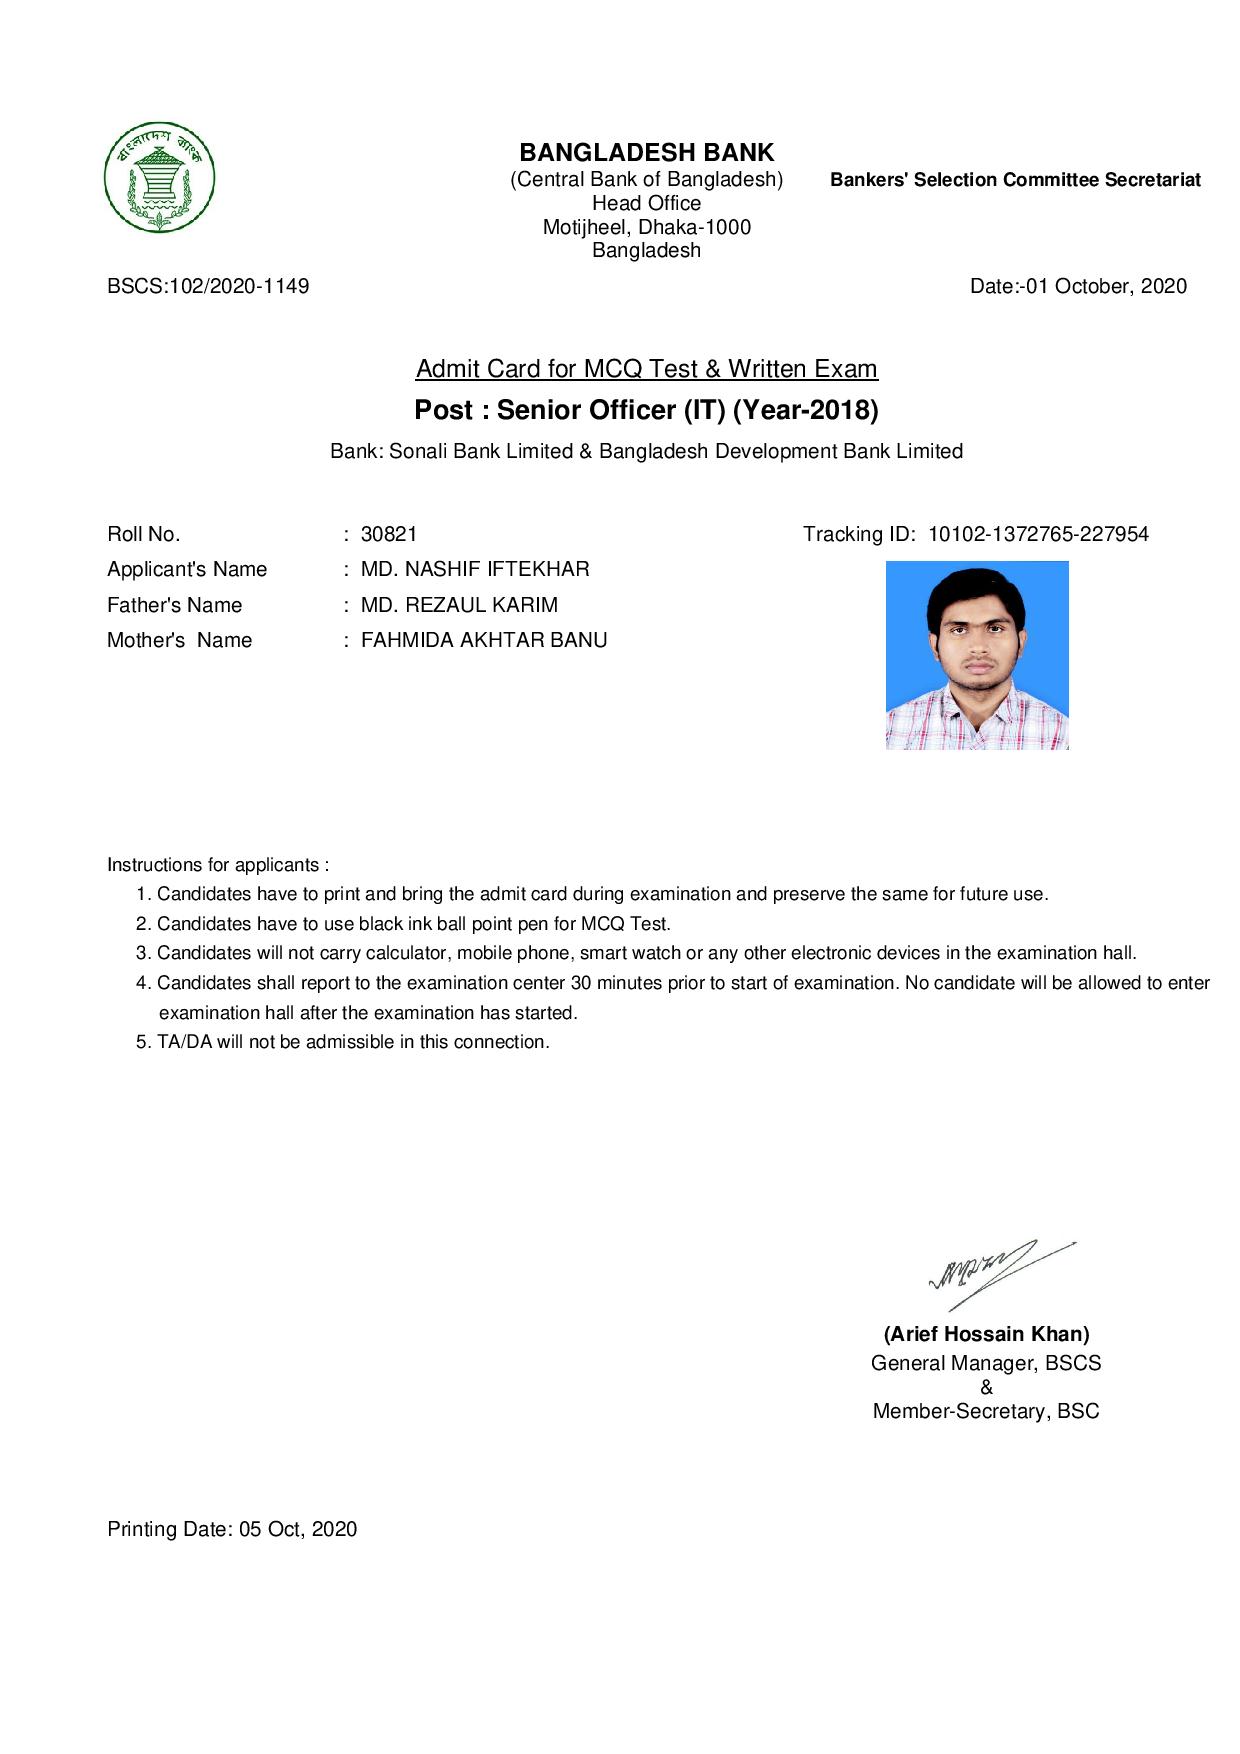 বাংলাদেশ ব্যাংক
BANGLADESH BANK
(Central Bank of Bangladesh)
Bankers' Selection Committee Secretariat
Head Office
Motijheel, Dhaka-1000
Bangladesh
BSCS:102/2020-1149
Date:-01 October, 2020
Admit Card for MCQ Test & Written Exam
Post : Senior Officer (IT) (Year-2018)
Bank: Sonali Bank Limited & Bangladesh Development Bank Limited
Roll No. : 30821
Tracking ID: 10102-1372765-227954
Applicant's Name : MD. NASHIF IFTEKHAR
Father's Name : MD. REZAUL KARIM
Mother's Name : FAHMIDA AKHTAR BANU
Instructions for applicants :
1. Candidates have to print and bring the admit card during examination and preserve the same for future use.
2. Candidates have to use black ink ball point pen for MCQ Test.
3. Candidates will not carry calculator, mobile phone, smart watch or any other electronic devices in the examination hall.
4. Candidates shall report to the examination center 30 minutes prior to start of examination. No candidate will be allowed to enter
examination hall after the examination has started.
5. TA/DA will not be admissible in this connection.
(Arief Hossain Khan)
General Manager, BSCS
&
Member-Secretary, BSC
Printing Date: 05 Oct, 2020